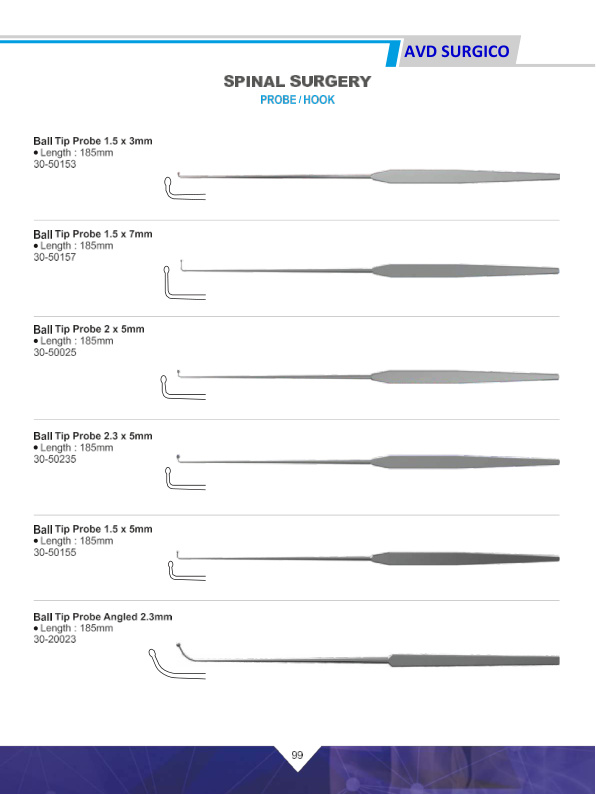 AVD SURGICO
SPINAL SURGERY
PROBE / HOOK
Ball Tip Probe 1.5 x 3mm
• Length : 185mm
30-50153
Ball Tip Probe 1.5 x 7mm
• Length : 185mm
30-50157
Ball Tip Probe 2 x 5mm
• Length : 185mm
30-50025
Ball Tip Probe 2.3 x 5mm
• Length : 185mm
30-50235
Ball Tip Probe 1.5 x 5mm
• Length : 185mm
30-50155
Ball Tip Probe Angled 2.3mm
• Length : 185mm
30-20023
99